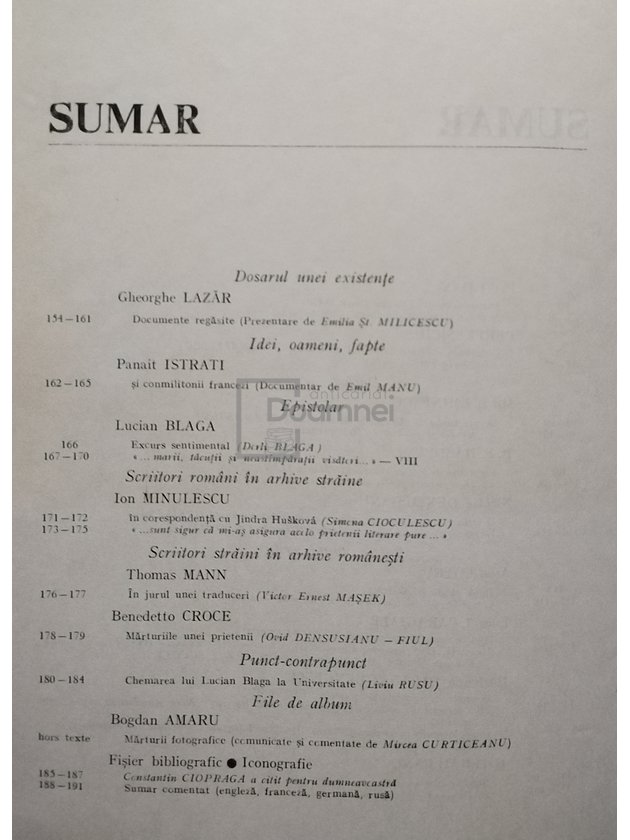 SUMAR
Dosarul unei existențe
Gheorghe LAZĂR
154—161 Documente regăsite (Prezentare de Emilia Șt. MILICESCU)
Idei, oameni, fapte
Panait ISTRATI
162—165 și conmilitonii francezi (Documentar de Emil MANU)
anticariat
Doamnei
Epistolar
Lucian BLAGA
166 Excurs sentimental (Dorli BLAGA)
167—170 «... marii, tăcuții și neastîmpărații visători...» — VIII
Scriitori români în arhive străine
Ion MINULESCU
171—172 în corespondență cu Jindra Hušková (Simona CIOCULESCU)
173—175 «...sunt sigur că mi-aș asigura acelo prietenii literare pure ...»
Scriitori străini în arhive românești
Thomas MANN
176—177 În jurul unei traduceri (Victor Ernest MAȘEK)
Benedetto CROCE
178—179 Mărturiile unei prietenii (Ovid DENSUSIANU — FIUL)
Punct-contrapunct
180—184 Chemarea lui Lucian Blaga la Universitate (Liviu RUSU)
File de album
Bogdan AMARU
hors texte Mărturii fotografice (comunicate și comentate de Mircea CURTICEANU)
Fișier bibliografic ● Iconografie
185—187 Constantin CIOPRAGA a citit pentru dumneavoastră
188—191 Sumar comentat (engleză, franceză, germană, rusă)